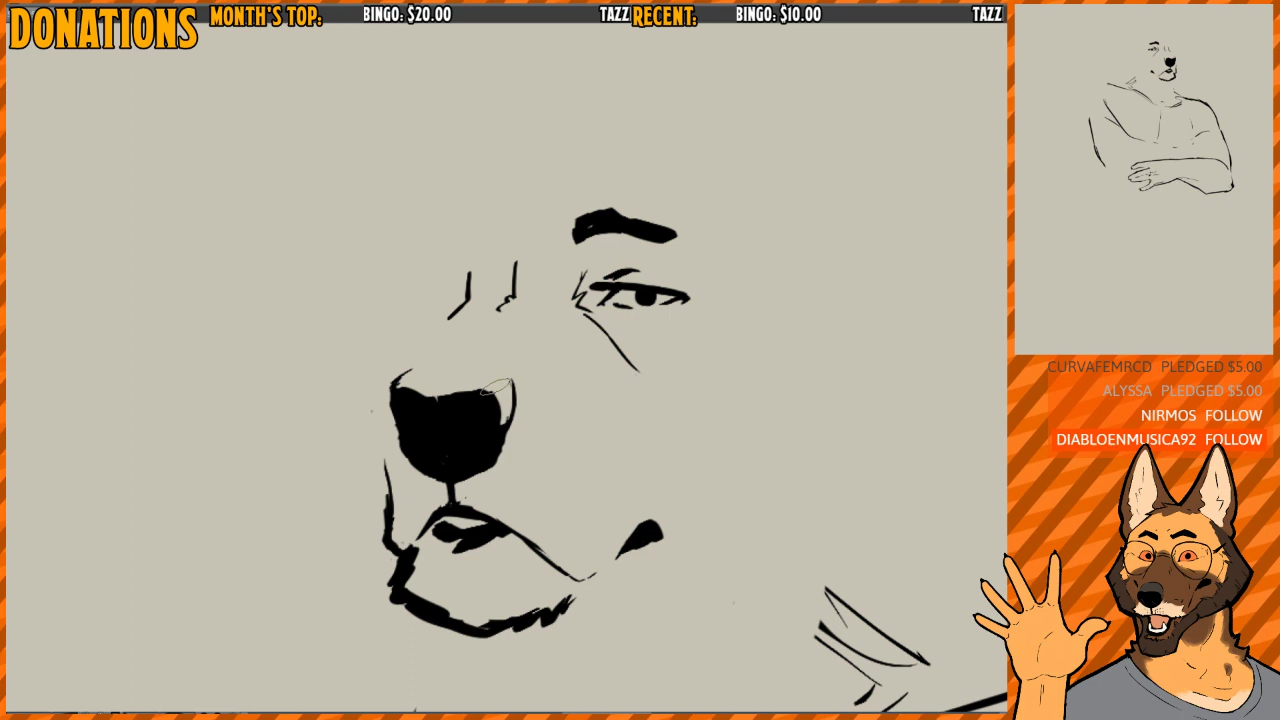 DONATIONS
MONTH'S TOP: BINGO: $20.00 TAZZ RECENT: BINGO: $10.00 TAZZ
CURVAFEMRCD PLEDGED $5.00
ALYSSA PLEDGED $5.00
NIRMOS FOLLOW
DIABLOENMUSICA92 FOLLOW